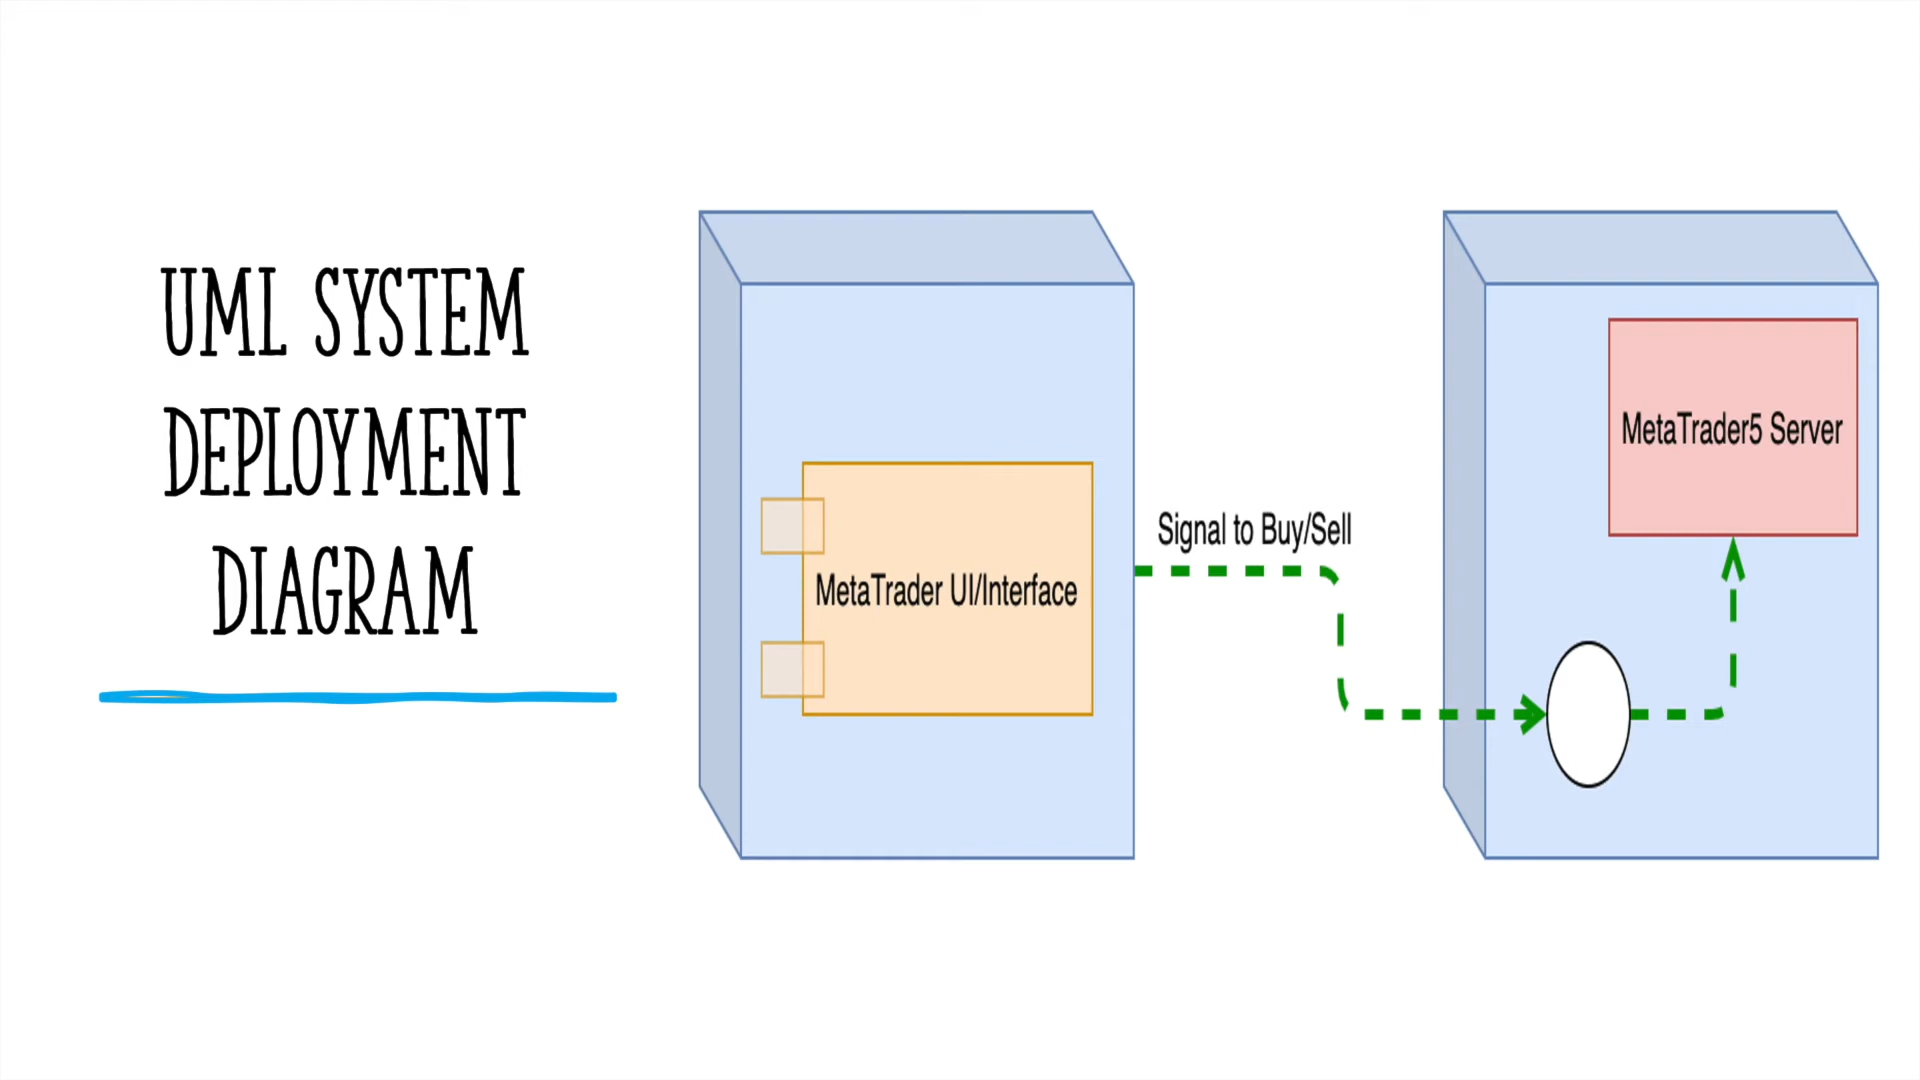 UML SYSTEM
DEPLOYMENT
DIAGRAM
MetaTrader UI/Interface
Signal to Buy/Sell
MetaTrader5 Server